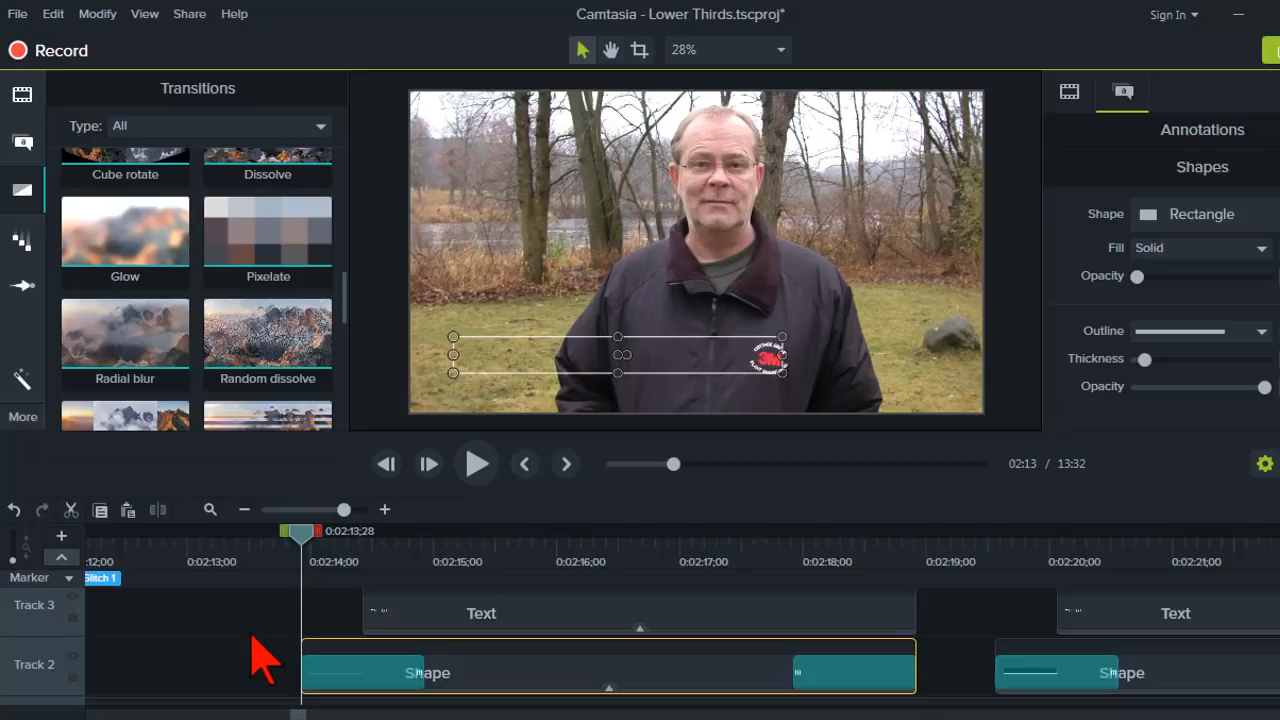 File Edit Modify View Share Help
Camtasia - Lower Thirds.tscproj*
Sign In
Record
28%
Transitions
Type: All
Cube rotate
Dissolve
Glow
Pixelate
Radial blur
Random dissolve
More
3M
Annotations
Shapes
Shape Rectangle
Fill Solid
Opacity
Outline
Thickness
Opacity
02:13 / 13:32
0:02:13;28
:12;00 0:02:13;00 0:02:14;00 0:02:15;00 0:02:16;00 0:02:17;00 0:02:18;00 0:02:19;00 0:02:20;00 0:02:21;00
Marker
Glitch 1
Track 3
Text
Text
Track 2
Shape
Shape